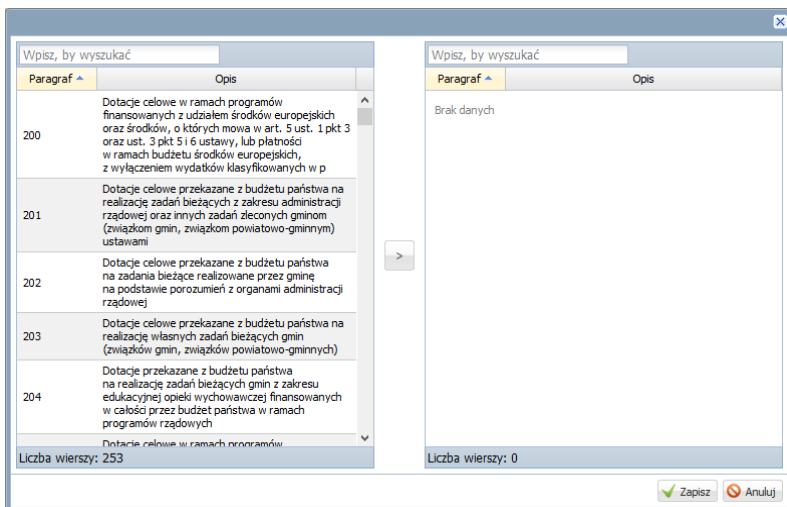 Wpisz, by wyszukać
Paragraf Opis
200
Dotacje celowe w ramach programów
finansowanych z udziałem środków europejskich
oraz środków, o których mowa w art. 5 ust. 1 pkt 3
oraz ust. 3 pkt 5 i 6 ustawy, lub płatności
w ramach budżetu środków europejskich,
z wyłączeniem wydatków klasyfikowanych w p
201
Dotacje celowe przekazane z budżetu państwa na
realizację zadań bieżących z zakresu administracji
rządowej oraz innych zadań zleconych gminom
(związkom gmin, związkom powiatowo-gminnym)
ustawami
202
Dotacje celowe przekazane z budżetu państwa
na zadania bieżące realizowane przez gminę
na podstawie porozumień z organami administracji
rządowej
203
Dotacje celowe przekazane z budżetu państwa na
realizację własnych zadań bieżących gmin
(związków gmin, związków powiatowo-gminnych)
204
Dotacje przekazane z budżetu państwa
na realizację zadań bieżących gmin z zakresu
edukacyjnej opieki wychowawczej finansowanych
w całości przez budżet państwa w ramach
programów rządowych
Dotacje celowe w ramach programów
Liczba wierszy: 253
>
Wpisz, by wyszukać
Paragraf Opis
Brak danych
Liczba wierszy: 0
Zapisz Anuluj